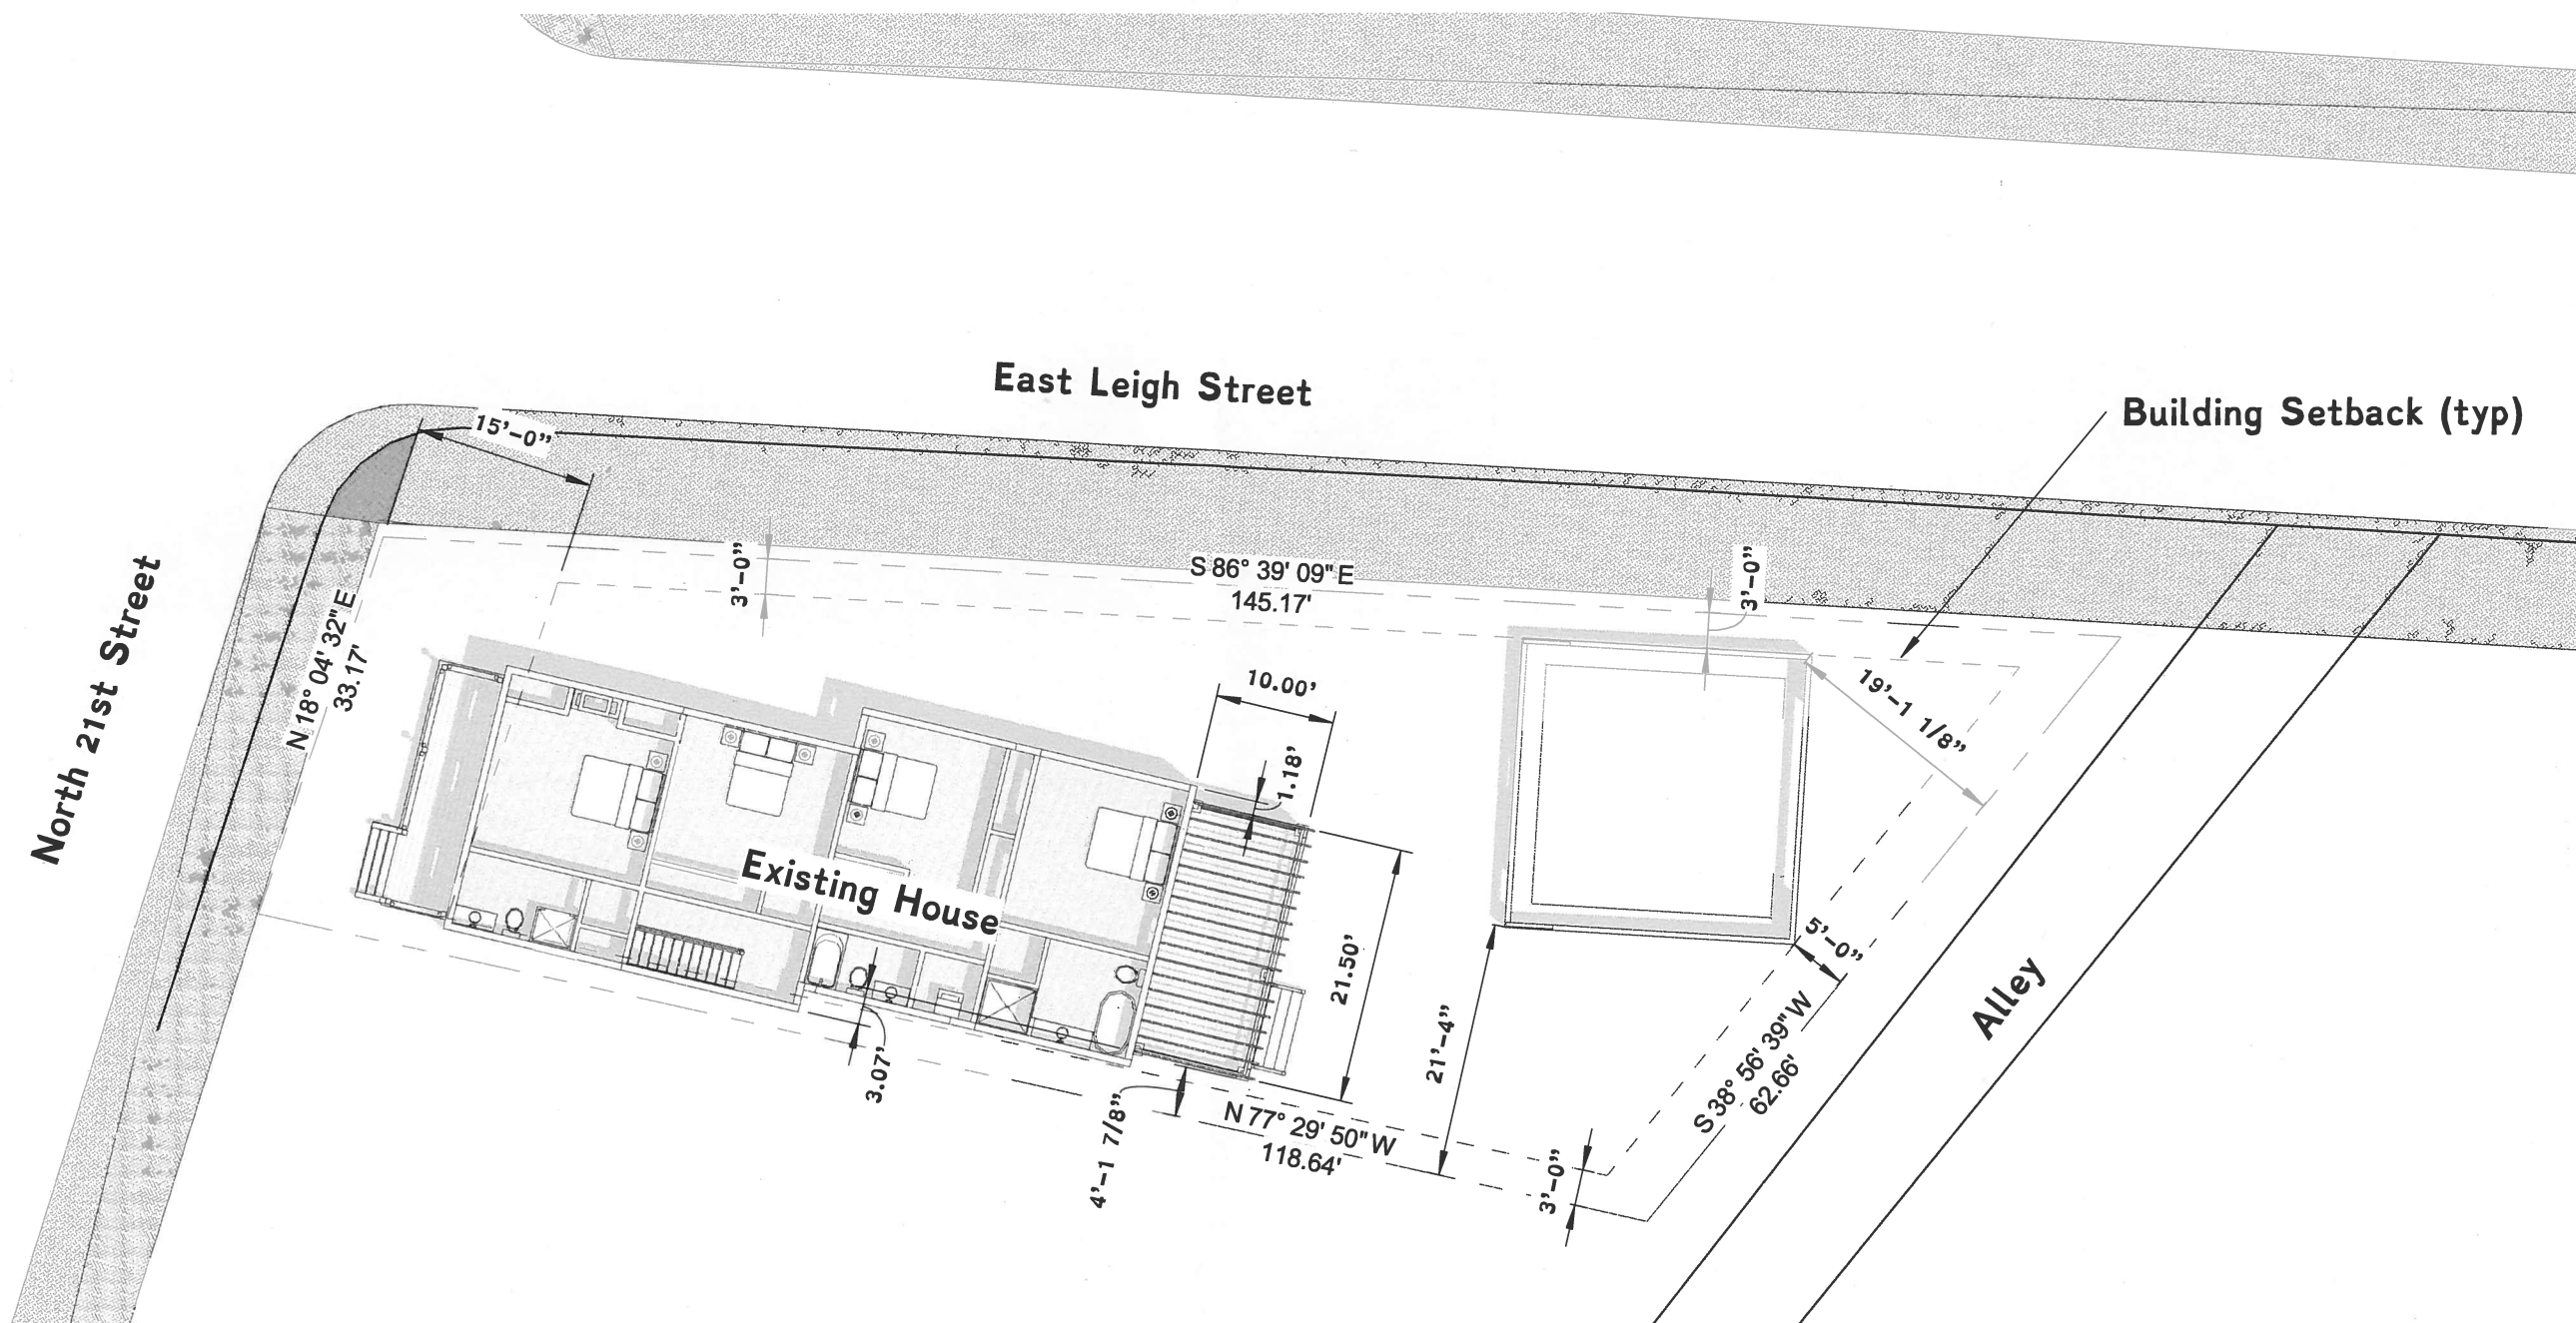 East Leigh Street
Building Setback (typ)
15'-0"
3'-0"
S 86° 39' 09" E
145.17'
3'-0"
North 21st Street
N 18° 04' 32" E
33.17'
10.00'
1.18'
19'-1 1/8"
Existing House
21.50'
5'-0"
21'-4"
Alley
3.07'
4'-1 7/8"
N 77° 29' 50" W
118.64'
S 38° 56' 39" W
62.66'
3'-0"